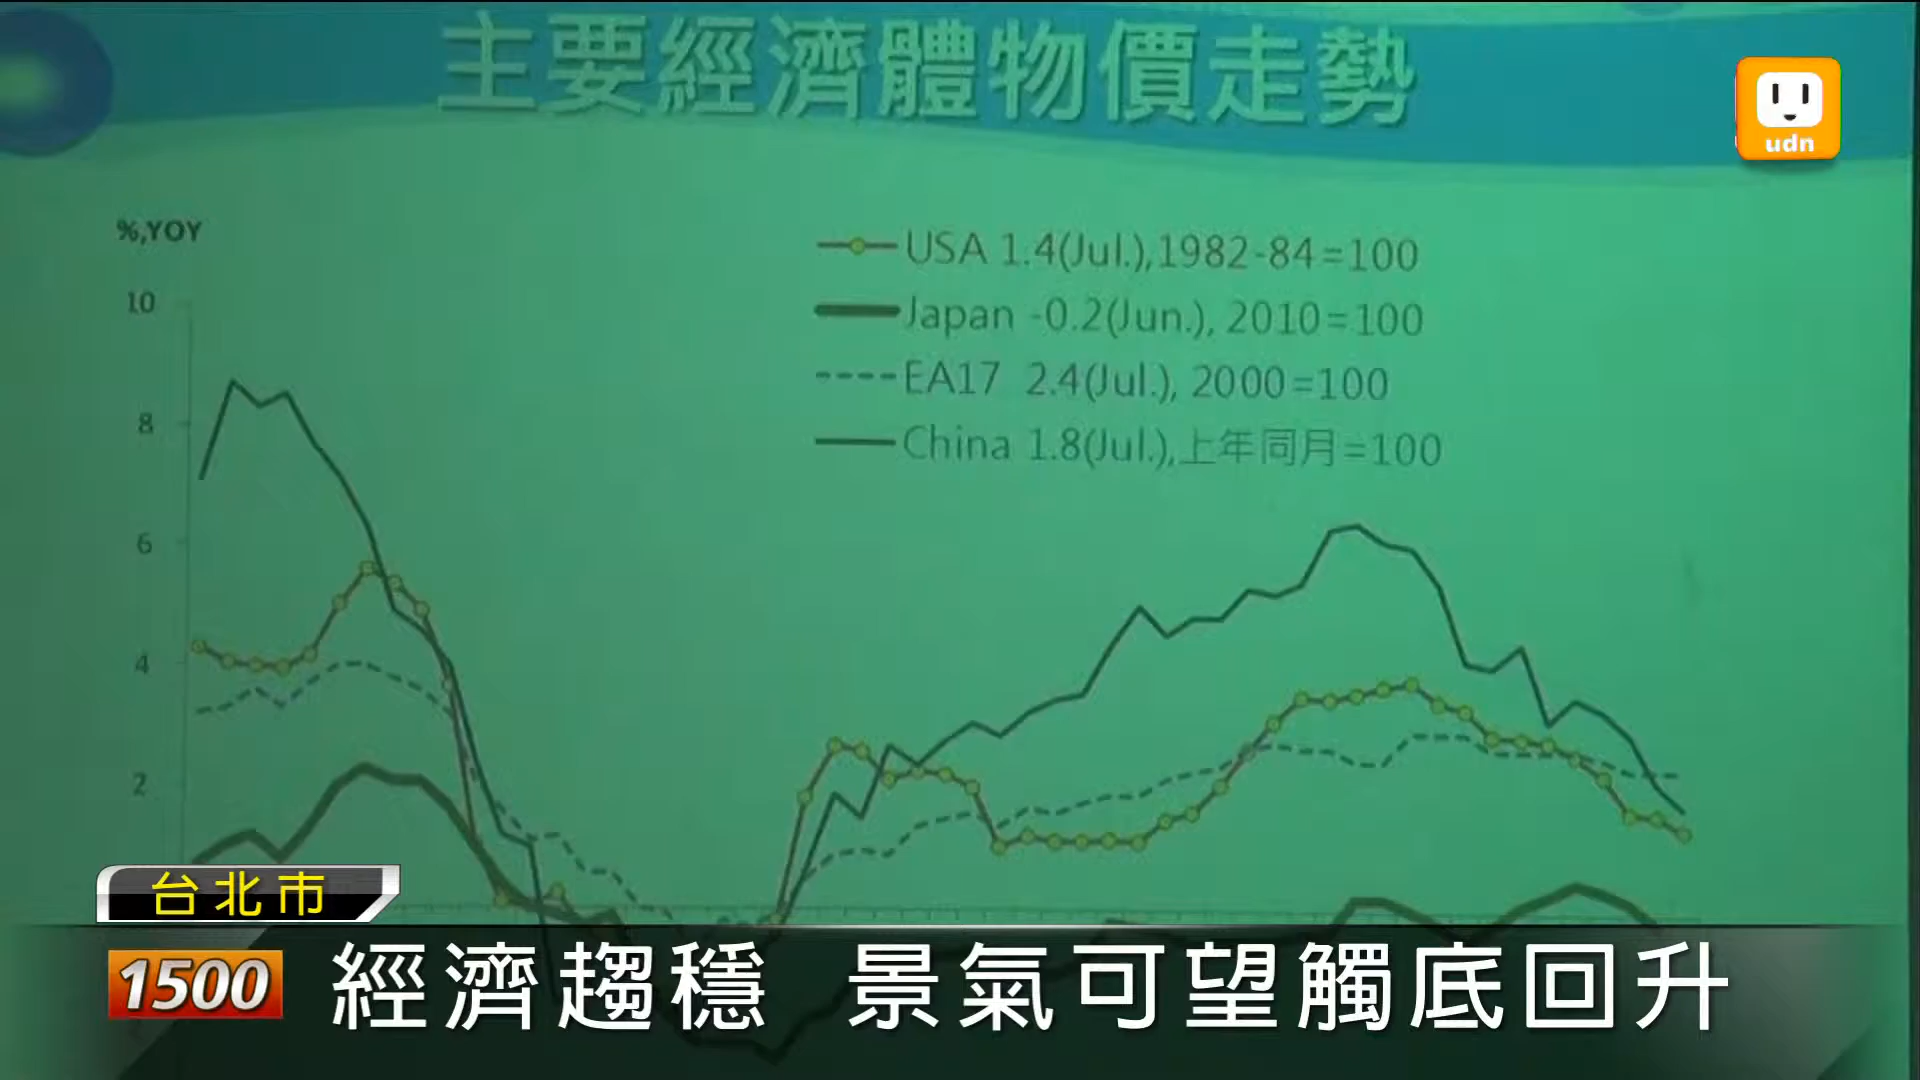 主要經濟體物價走勢
udn
%,YOY
USA 1.4(Jul.),1982-84=100
Japan -0.2(Jun.), 2010=100
EA17 2.4(Jul.), 2000=100
China 1.8(Jul.),上年同月=100
10
8
6
4
2
台北市
1500 經濟趨穩 景氣可望觸底回升